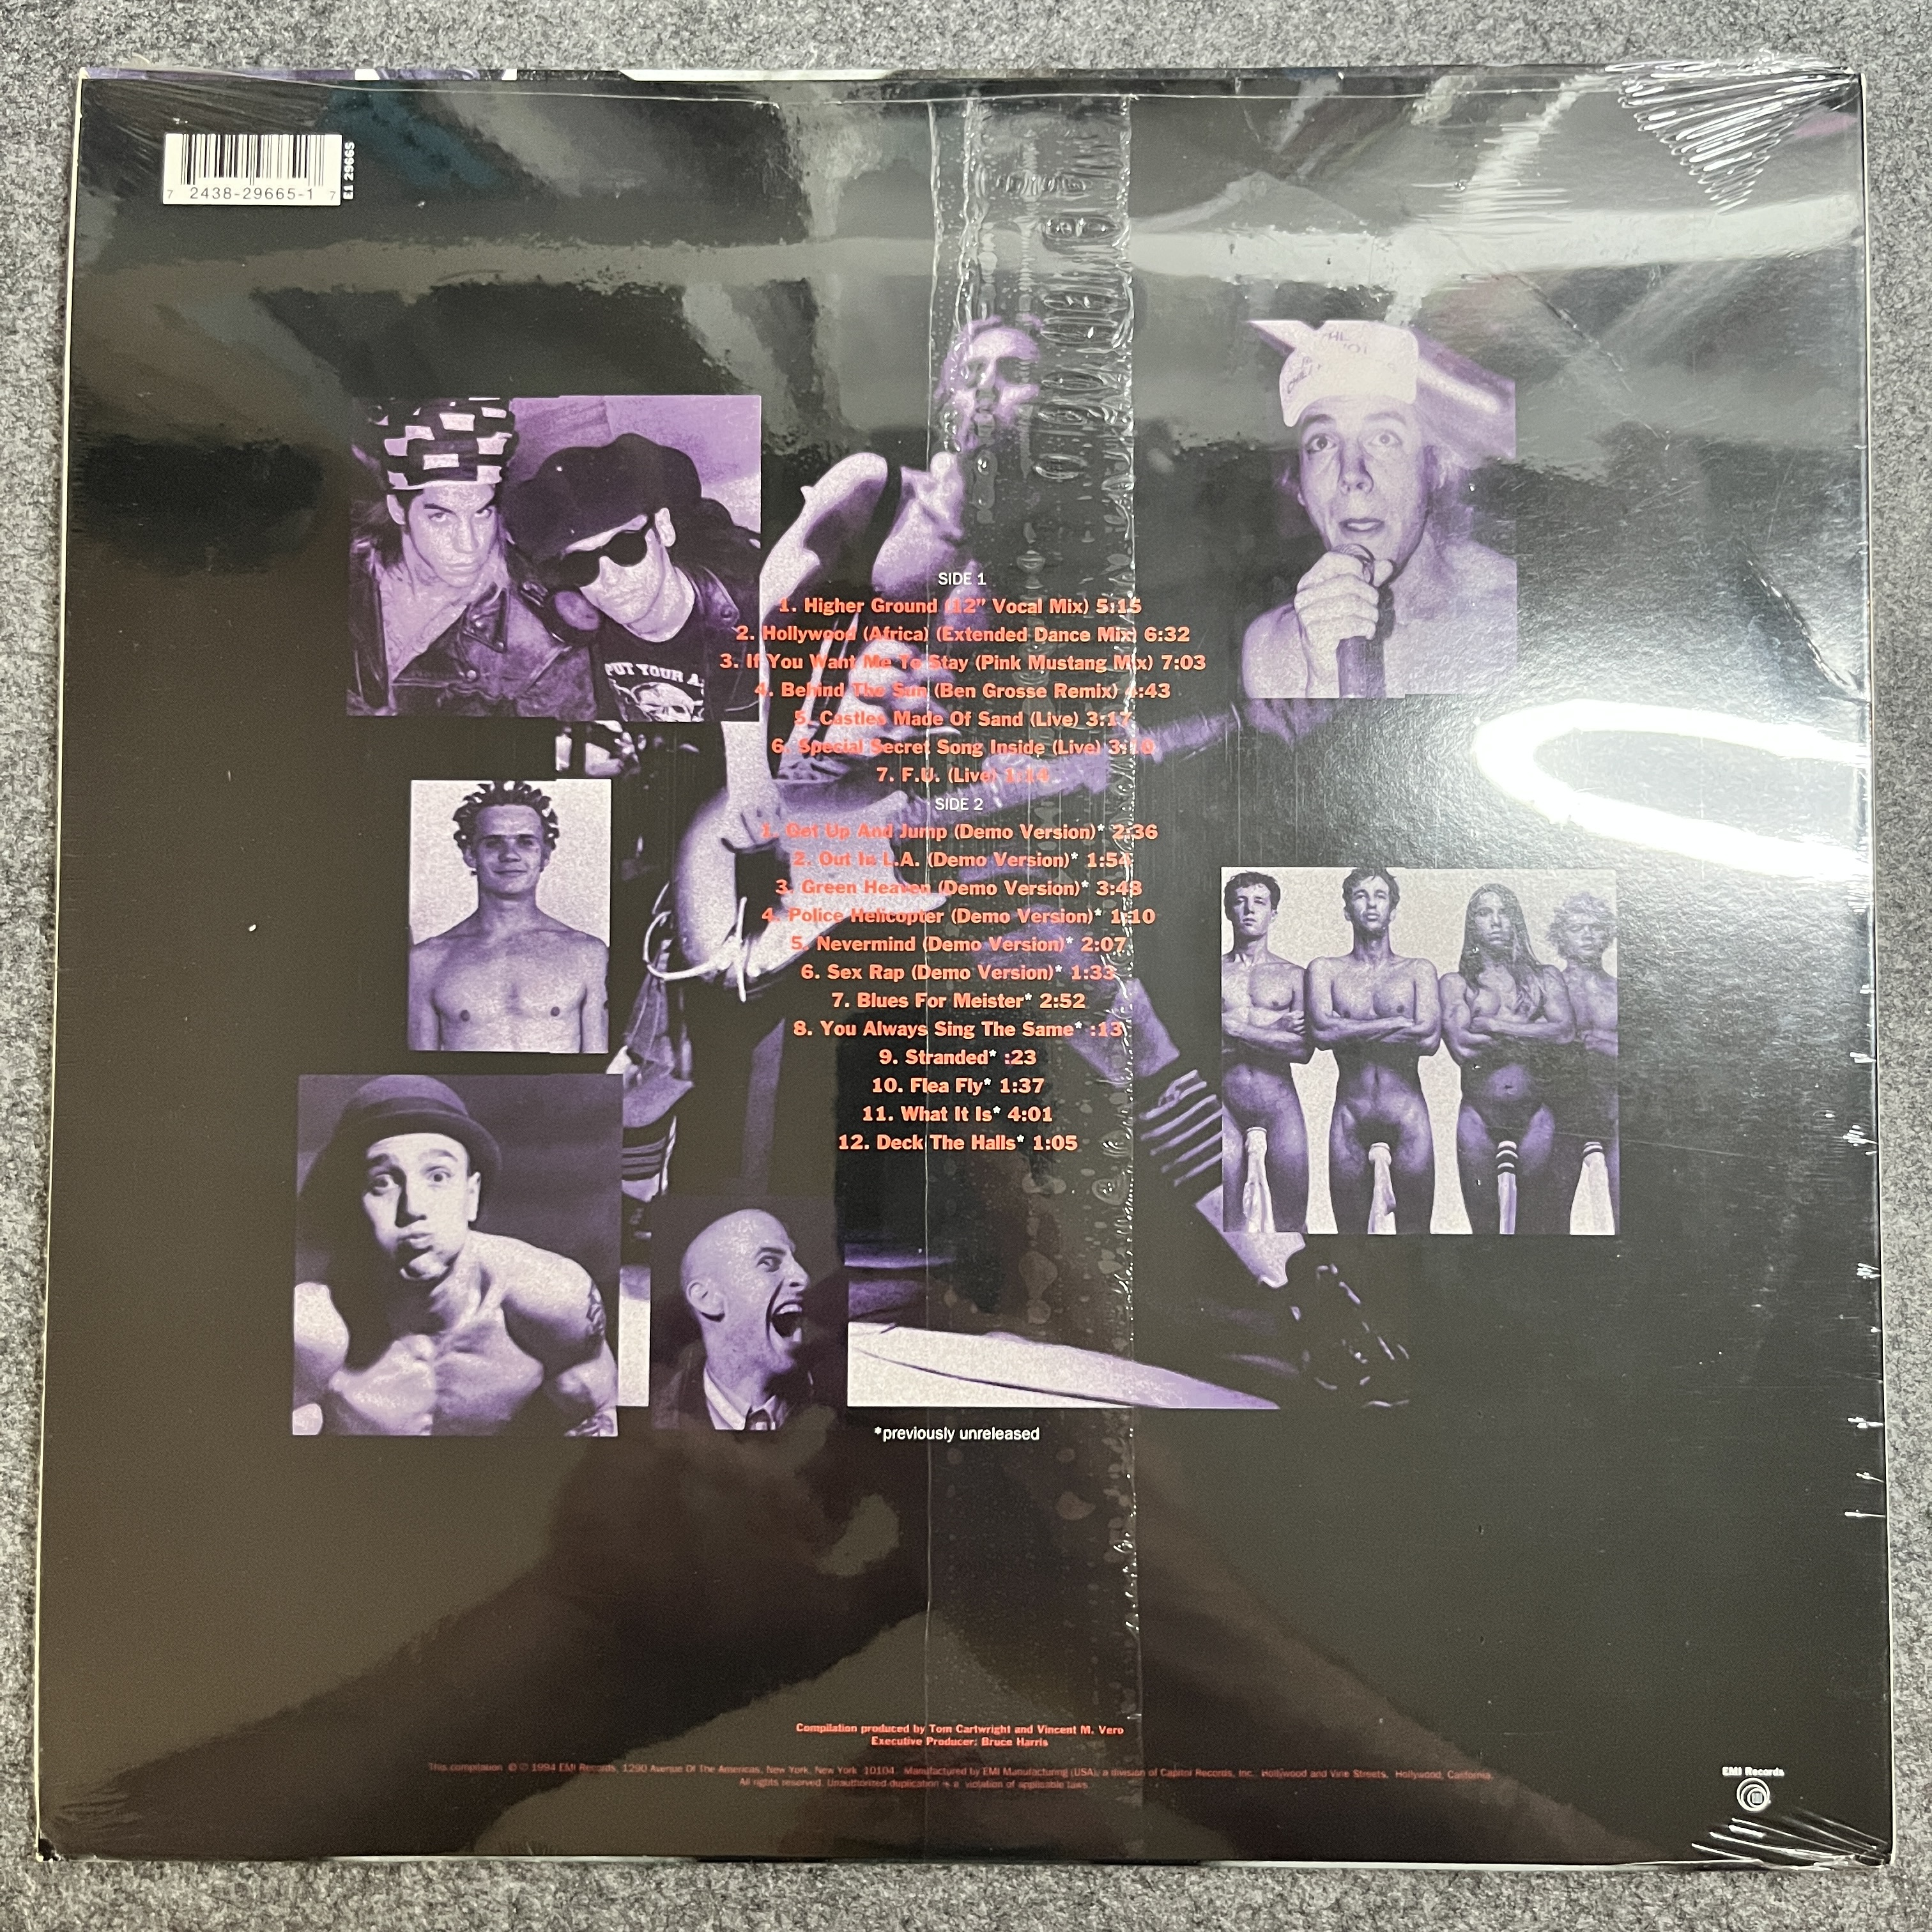 7 2438-29665-1 7
E1 29665
THE
PUT YOUR A
SIDE 1
1. Higher Ground (12" Vocal Mix) 5:15
2. Hollywood (Africa) (Extended Dance Mix) 6:32
3. If You Want Me To Stay (Pink Mustang Mix) 7:03
4. Behind The Sun (Ben Grosse Remix) 4:43
5. Castles Made Of Sand (Live) 3:17
6. Special Secret Song Inside (Live)
7. F.U. (Live) 1:14
SIDE 2
1. Get Up And Jump (Demo Version)* 2:36
2. Out In L.A. (Demo Version)* 1:54
3. Green Heaven (Demo Version)* 3:48
4. Police Helicopter (Demo Version)* 1:10
5. Nevermind (Demo Version)* 2:07
6. Sex Rap (Demo Version)* 1:33
7. Blues For Meister* 2:52
8. You Always Sing The Same* :13
9. Stranded* :23
10. Flea Fly* 1:37
11. What It Is* 4:01
12. Deck The Halls* 1:05
*previously unreleased
Compilation produced by Tom Cartwright and Vincent M. Vero
Executive Producer: Bruce Harris
This compilation © ℗ 1994 EMI Records, 1290 Avenue Of The Americas, New York, New York 10104. Manufactured by EMI Manufacturing (USA), a division of Capitol Records, Inc., Hollywood and Vine Streets, Hollywood, California.
All rights reserved. Unauthorized duplication is a violation of applicable laws.
EMI Records